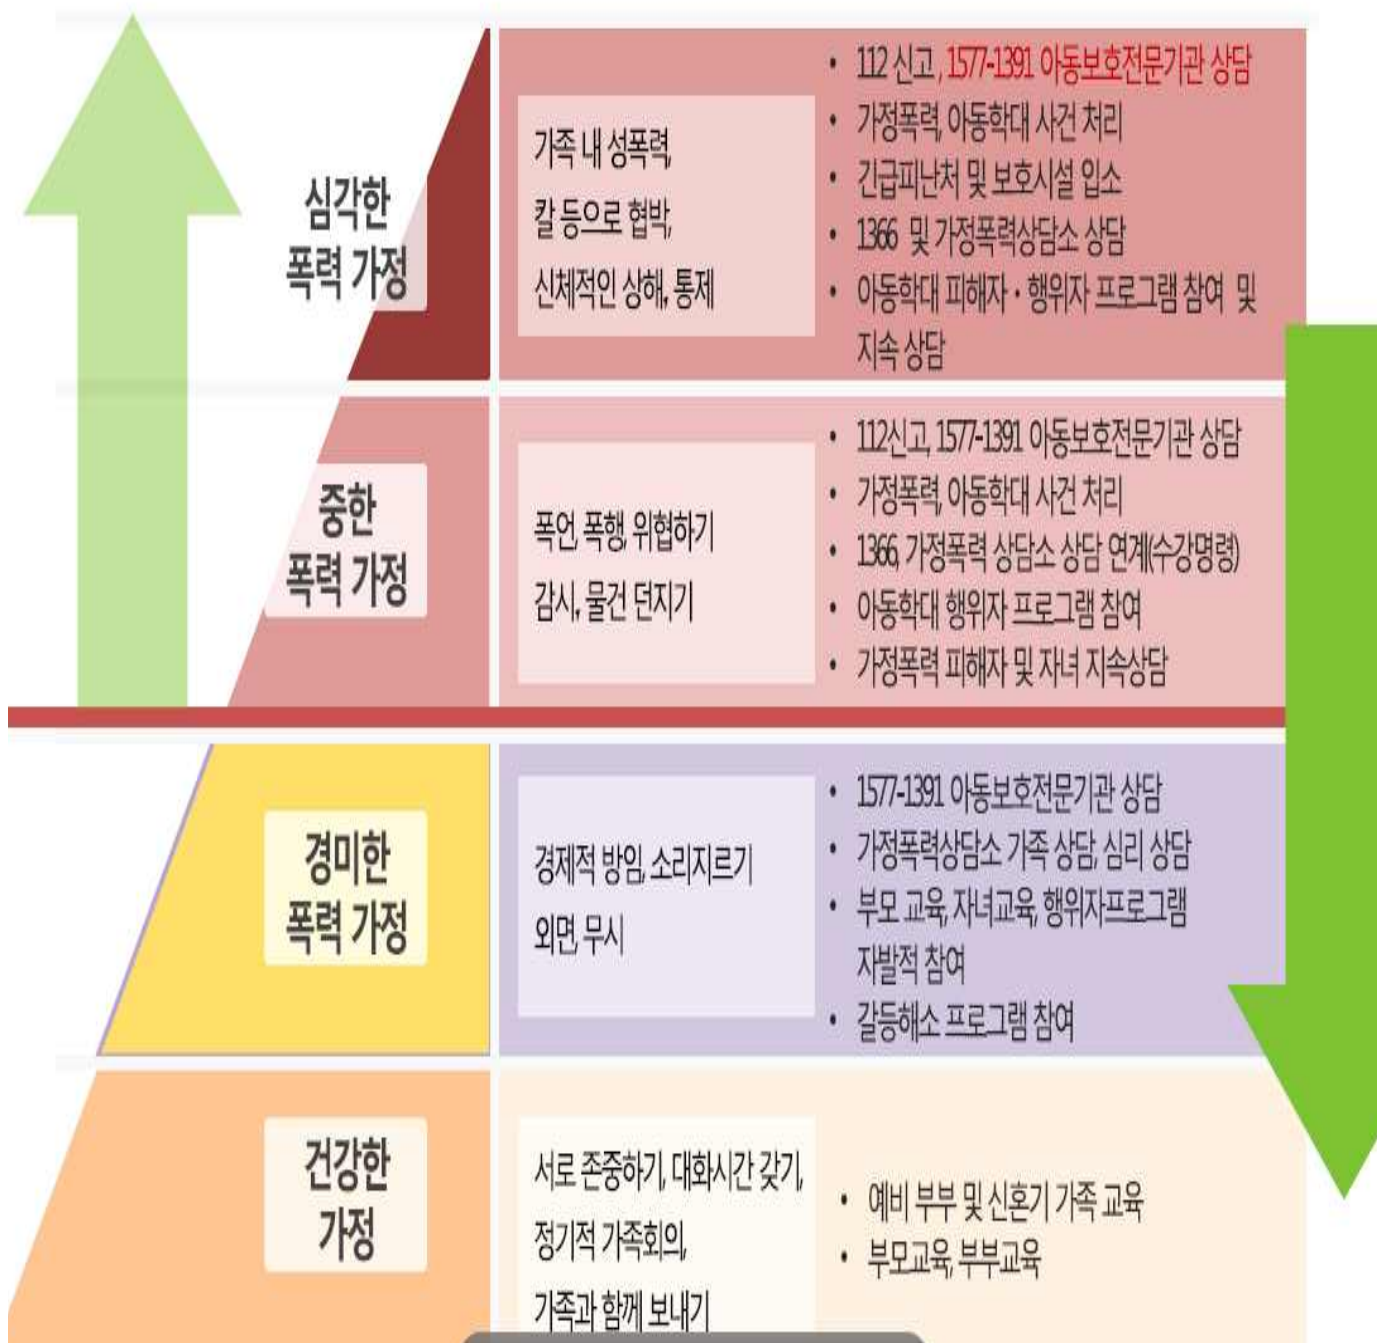 심각한
폭력 가정
가족 내 성폭력,
칼 등으로 협박,
신체적인 상해, 통제
• 112 신고, 1577-1391 아동보호전문기관 상담
• 가정폭력, 아동학대 사건 처리
• 긴급피난처 및 보호시설 입소
• 1366 및 가정폭력상담소 상담
• 아동학대 피해자 · 행위자 프로그램 참여 및
지속 상담
중한
폭력 가정
폭언, 폭행, 위협하기
감시, 물건 던지기
• 112신고, 1577-1391 아동보호전문기관 상담
• 가정폭력, 아동학대 사건 처리
• 1366, 가정폭력 상담소 상담 연계(수강명령)
• 아동학대 행위자 프로그램 참여
• 가정폭력 피해자 및 자녀 지속상담
경미한
폭력 가정
경제적 방임, 소리지르기
외면, 무시
• 1577-1391 아동보호전문기관 상담
• 가정폭력상담소 가족 상담, 심리 상담
• 부모 교육, 자녀교육, 행위자프로그램
자발적 참여
• 갈등해소 프로그램 참여
건강한
가정
서로 존중하기, 대화시간 갖기,
정기적 가족회의,
가족과 함께 보내기
• 예비 부부 및 신혼기 가족 교육
• 부모교육, 부부교육